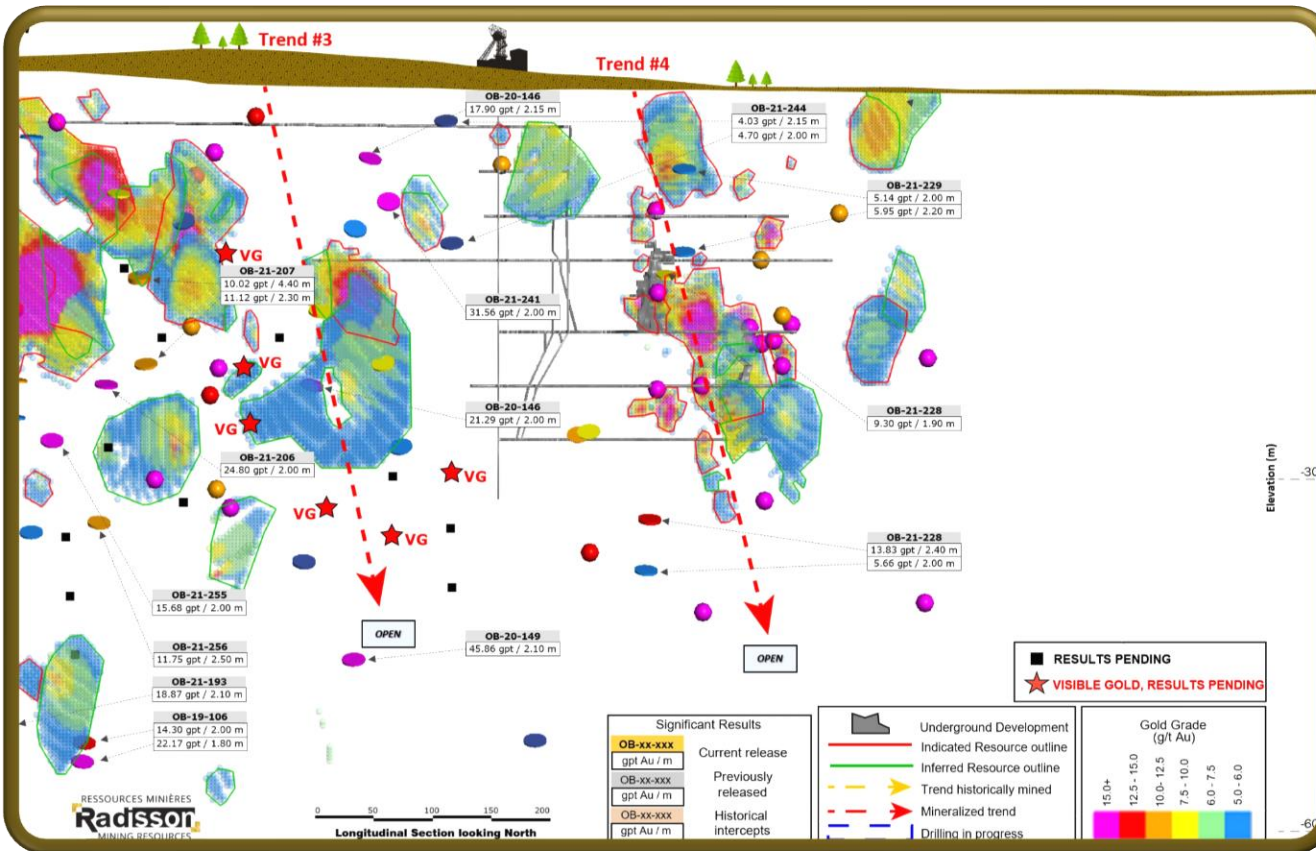 Trend #3
Trend #4
OB-20-146
17.90 gpt / 2.15 m
OB-21-244
4.03 gpt / 2.15 m
4.70 gpt / 2.00 m
OB-21-229
5.14 gpt / 2.00 m
5.95 gpt / 2.20 m
VG
OB-21-207
10.02 gpt / 4.40 m
11.12 gpt / 2.30 m
OB-21-241
31.56 gpt / 2.00 m
VG
OB-20-146
21.29 gpt / 2.00 m
OB-21-228
9.30 gpt / 1.90 m
VG
OB-21-206
24.80 gpt / 2.00 m
VG
VG
VG
Elevation (m)
-30
OB-21-228
13.83 gpt / 2.40 m
5.66 gpt / 2.00 m
OB-21-255
15.68 gpt / 2.00 m
OPEN
OPEN
OB-21-256
11.75 gpt / 2.50 m
OB-20-149
45.86 gpt / 2.10 m
OB-21-193
18.87 gpt / 2.10 m
OB-19-106
14.30 gpt / 2.00 m
22.17 gpt / 1.80 m
RESULTS PENDING
VISIBLE GOLD, RESULTS PENDING
Significant Results
OB-xx-xxx
gpt Au / m
Current release
OB-xx-xxx
gpt Au / m
Previously
released
OB-xx-xxx
gpt Au / m
Historical
intercepts
Underground Development
Indicated Resource outline
Inferred Resource outline
Trend historically mined
Mineralized trend
Drilling in progress
Gold Grade
(g/t Au)
15.0+
12.5 - 15.0
10.0- 12.5
7.5 - 10.0
6.0 - 7.5
5.0 - 6.0
-60
RESSOURCES MINIÈRES
Radisson
MINING RESOURCES
0 50 100 150 200
Longitudinal Section looking North